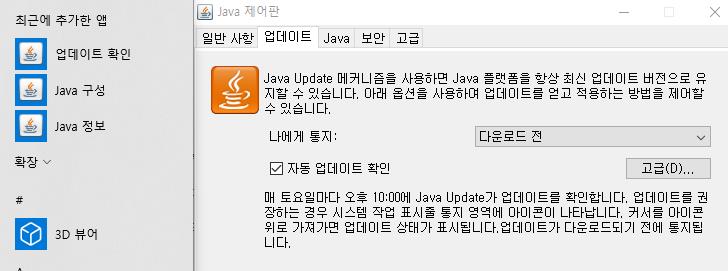 최근에 추가한 앱
업데이트 확인
Java 구성
Java 정보
확장
#
3D 뷰어
Java 제어판
일반 사항 업데이트 Java 보안 고급
Java Update 메커니즘을 사용하면 Java 플랫폼을 항상 최신 업데이트 버전으로 유
지할 수 있습니다. 아래 옵션을 사용하여 업데이트를 얻고 적용하는 방법을 제어할
수 있습니다.
나에게 통지: 다운로드 전
자동 업데이트 확인 고급(D)...
매 토요일마다 오후 10:00에 Java Update가 업데이트를 확인합니다. 업데이트를 권
장하는 경우 시스템 작업 표시줄 통지 영역에 아이콘이 나타납니다. 커서를 아이콘
위로 가져가면 업데이트 상태가 표시됩니다.업데이트가 다운로드되기 전에 통지됩
니다.